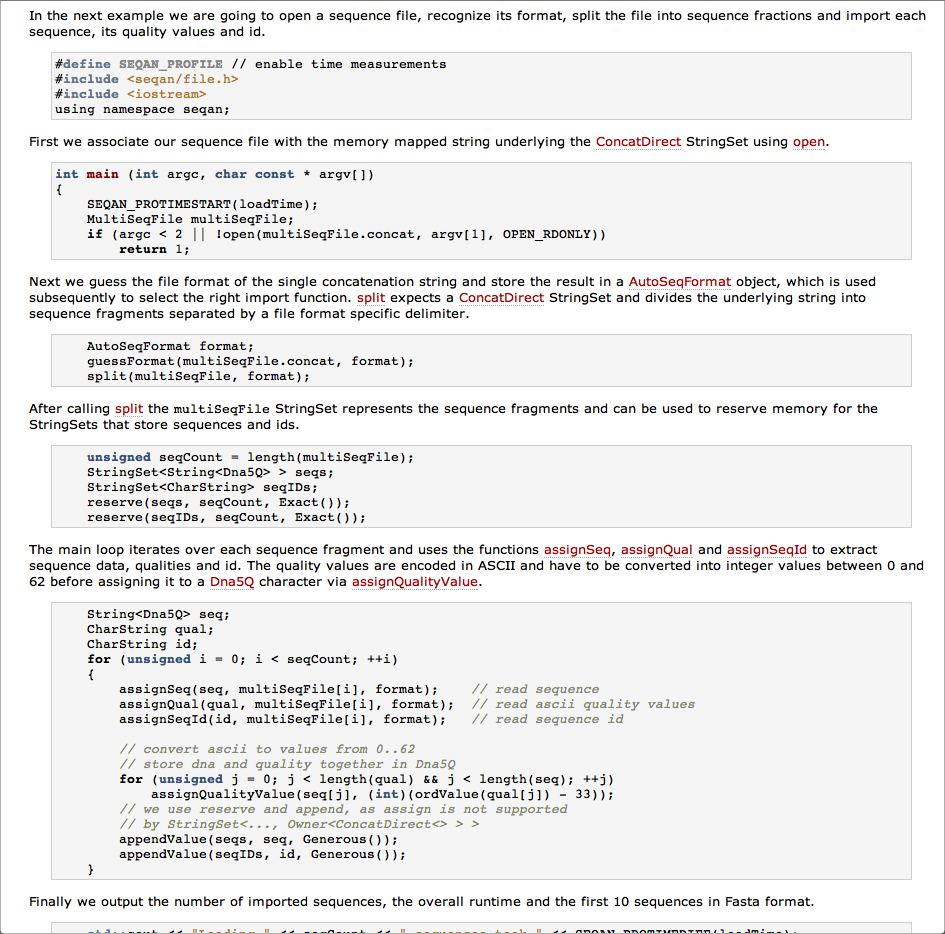 In the next example we are going to open a sequence file, recognize its format, split the file into sequence fractions and import each
sequence, its quality values and id.
#define SEQAN_PROFILE // enable time measurements
#include <seqan/file.h>
#include <iostream>
using namespace seqan;
First we associate our sequence file with the memory mapped string underlying the ConcatDirect StringSet using open.
int main (int argc, char const * argv[])
{
    SEQAN_PROTIMESTART(loadTime);
    MultiSeqFile multiSeqFile;
    if (argc < 2 || !open(multiSeqFile.concat, argv[1], OPEN_RDONLY))
        return 1;
Next we guess the file format of the single concatenation string and store the result in a AutoSeqFormat object, which is used
subsequently to select the right import function. split expects a ConcatDirect StringSet and divides the underlying string into
sequence fragments separated by a file format specific delimiter.
    AutoSeqFormat format;
    guessFormat(multiSeqFile.concat, format);
    split(multiSeqFile, format);
After calling split the multiSeqFile StringSet represents the sequence fragments and can be used to reserve memory for the
StringSets that store sequences and ids.
    unsigned seqCount = length(multiSeqFile);
    StringSet<String<Dna5Q> > seqs;
    StringSet<CharString> seqIDs;
    reserve(seqs, seqCount, Exact());
    reserve(seqIDs, seqCount, Exact());
The main loop iterates over each sequence fragment and uses the functions assignSeq, assignQual and assignSeqId to extract
sequence data, qualities and id. The quality values are encoded in ASCII and have to be converted into integer values between 0 and
62 before assigning it to a Dna5Q character via assignQualityValue.
    String<Dna5Q> seq;
    CharString qual;
    CharString id;
    for (unsigned i = 0; i < seqCount; ++i)
    {
        assignSeq(seq, multiSeqFile[i], format);    // read sequence
        assignQual(qual, multiSeqFile[i], format);  // read ascii quality values
        assignSeqId(id, multiSeqFile[i], format);   // read sequence id
        // convert ascii to values from 0..62
        // store dna and quality together in Dna5Q
        for (unsigned j = 0; j < length(qual) && j < length(seq); ++j)
            assignQualityValue(seq[j], (int)(ordValue(qual[j]) - 33));
        // we use reserve and append, as assign is not supported
        // by StringSet<..., Owner<ConcatDirect<> > >
        appendValue(seqs, seq, Generous());
        appendValue(seqIDs, id, Generous());
    }
Finally we output the number of imported sequences, the overall runtime and the first 10 sequences in Fasta format.